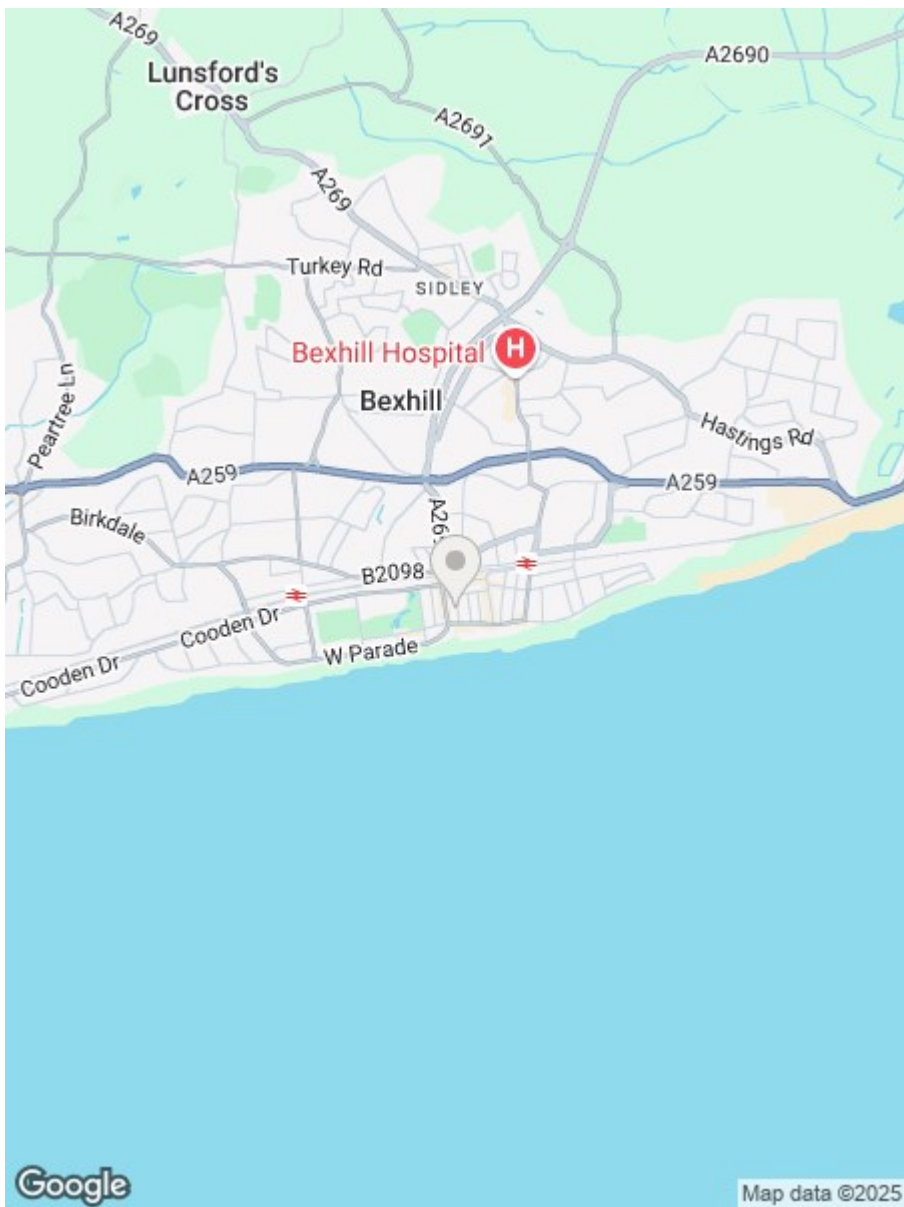 A269
A2690
Lunsford's
Cross
A2691
A269
Turkey Rd
SIDLEY
Bexhill Hospital
H
Bexhill
Peartree Ln
Hastings Rd
A259
A259
Birkdale
A269
B2098
Cooden Dr
W Parade
Cooden Dr
Google
Map data ©2025